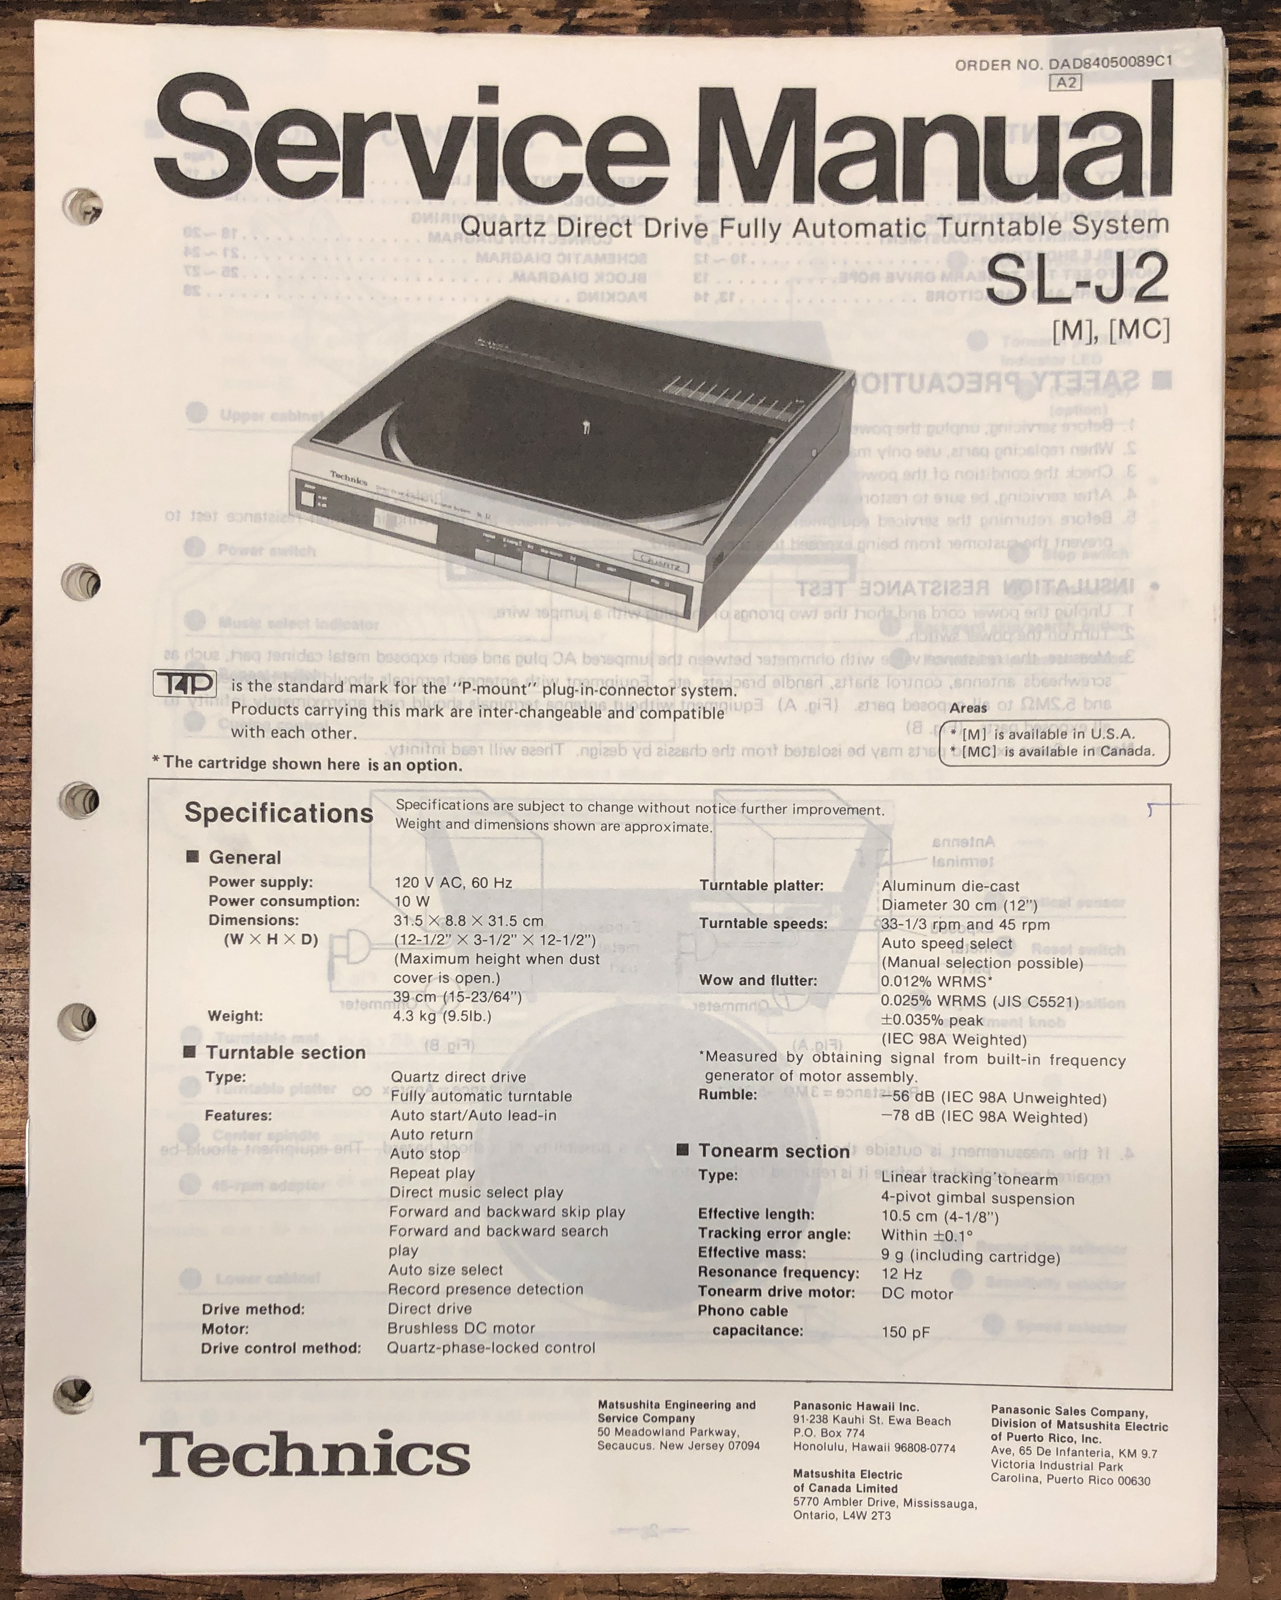 ORDER NO. DAD84050089C1
A2
Service Manual
Quartz Direct Drive Fully Automatic Turntable System
SL-J2
[M], [MC]
Technics
Quartz
T4P is the standard mark for the "P-mount" plug-in-connector system.
Products carrying this mark are inter-changeable and compatible
with each other.
* The cartridge shown here is an option.
Areas
* [M] is available in U.S.A.
* [MC] is available in Canada.
Specifications
Specifications are subject to change without notice further improvement.
Weight and dimensions shown are approximate.
■ General
Power supply: 120 V AC, 60 Hz
Power consumption: 10 W
Dimensions: 31.5 × 8.8 × 31.5 cm
(W × H × D) (12-1/2" × 3-1/2" × 12-1/2")
(Maximum height when dust
cover is open.)
39 cm (15-23/64")
Weight: 4.3 kg (9.5lb.)
■ Turntable section
Type: Quartz direct drive
Fully automatic turntable
Features: Auto start/Auto lead-in
Auto return
Auto stop
Repeat play
Direct music select play
Forward and backward skip play
Forward and backward search
play
Auto size select
Record presence detection
Drive method: Direct drive
Motor: Brushless DC motor
Drive control method: Quartz-phase-locked control
Turntable platter: Aluminum die-cast
Diameter 30 cm (12")
Turntable speeds: 33-1/3 rpm and 45 rpm
Auto speed select
(Manual selection possible)
Wow and flutter: 0.012% WRMS*
0.025% WRMS (JIS C5521)
±0.035% peak
(IEC 98A Weighted)
*Measured by obtaining signal from built-in frequency
generator of motor assembly.
Rumble: −56 dB (IEC 98A Unweighted)
−78 dB (IEC 98A Weighted)
■ Tonearm section
Type: Linear tracking tonearm
4-pivot gimbal suspension
Effective length: 10.5 cm (4-1/8")
Tracking error angle: Within ±0.1°
Effective mass: 9 g (including cartridge)
Resonance frequency: 12 Hz
Tonearm drive motor: DC motor
Phono cable
capacitance: 150 pF
Technics
Matsushita Engineering and
Service Company
50 Meadowland Parkway,
Secaucus. New Jersey 07094
Panasonic Hawaii Inc.
91-238 Kauhi St. Ewa Beach
P.O. Box 774
Honolulu, Hawaii 96808-0774
Matsushita Electric
of Canada Limited
5770 Ambler Drive, Mississauga,
Ontario, L4W 2T3
Panasonic Sales Company,
Division of Matsushita Electric
of Puerto Rico, Inc.
Ave, 65 De Infanteria, KM 9.7
Victoria Industrial Park
Carolina, Puerto Rico 00630